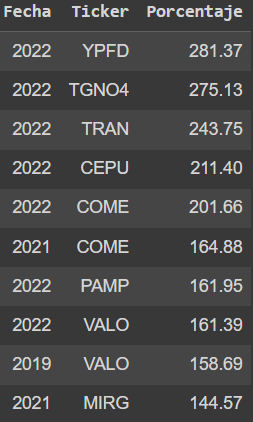 Fecha Ticker Porcentaje
2022 YPFD 281.37
2022 TGNO4 275.13
2022 TRAN 243.75
2022 CEPU 211.40
2022 COME 201.66
2021 COME 164.88
2022 PAMP 161.95
2022 VALO 161.39
2019 VALO 158.69
2021 MIRG 144.57